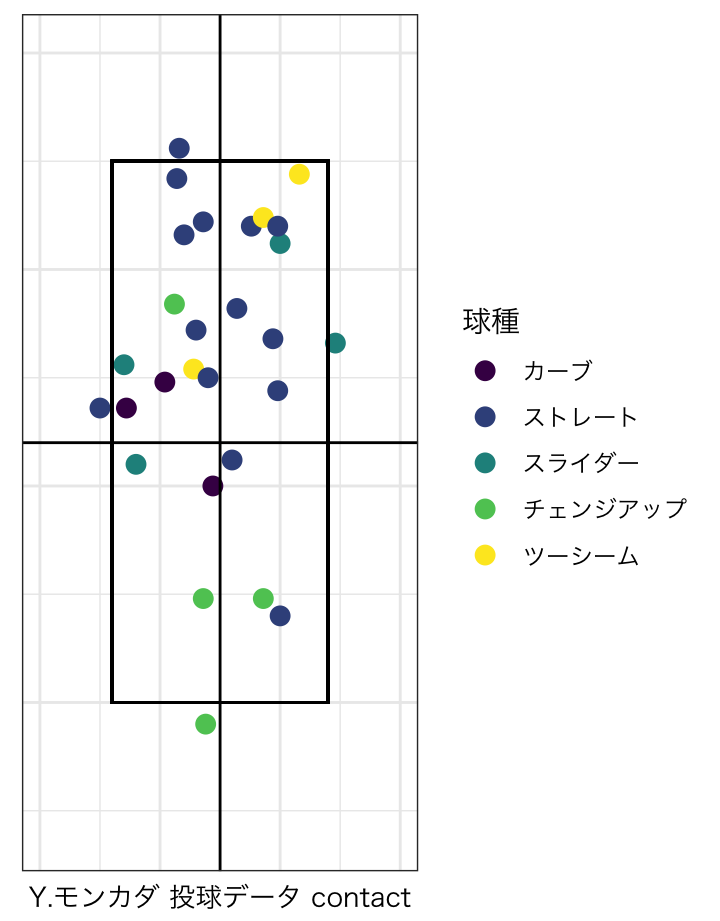 球種
カーブ
ストレート
スライダー
チェンジアップ
ツーシーム
Y.モンカダ 投球データ contact